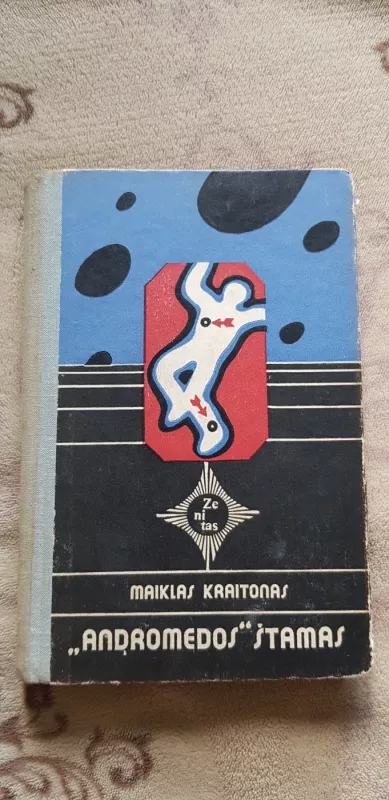 Ze
ni
tas
MAIKLAS KRAITONAS
„ANDROMEDOS“ ŠTAMAS